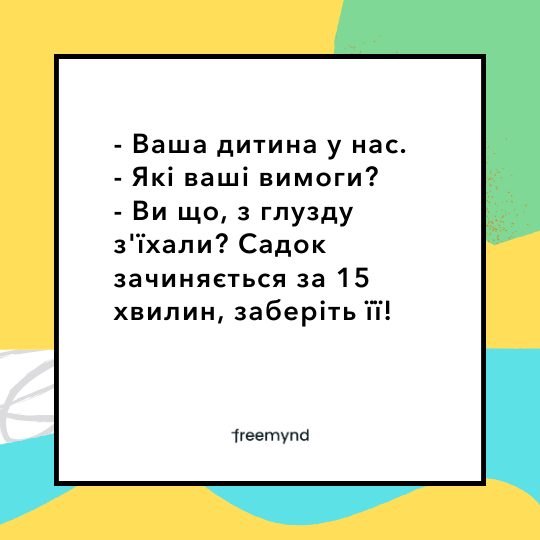 - Ваша дитина у нас.
- Які ваші вимоги?
- Ви що, з глузду
з'їхали? Садок
зачиняється за 15
хвилин, заберіть її!
freemynd